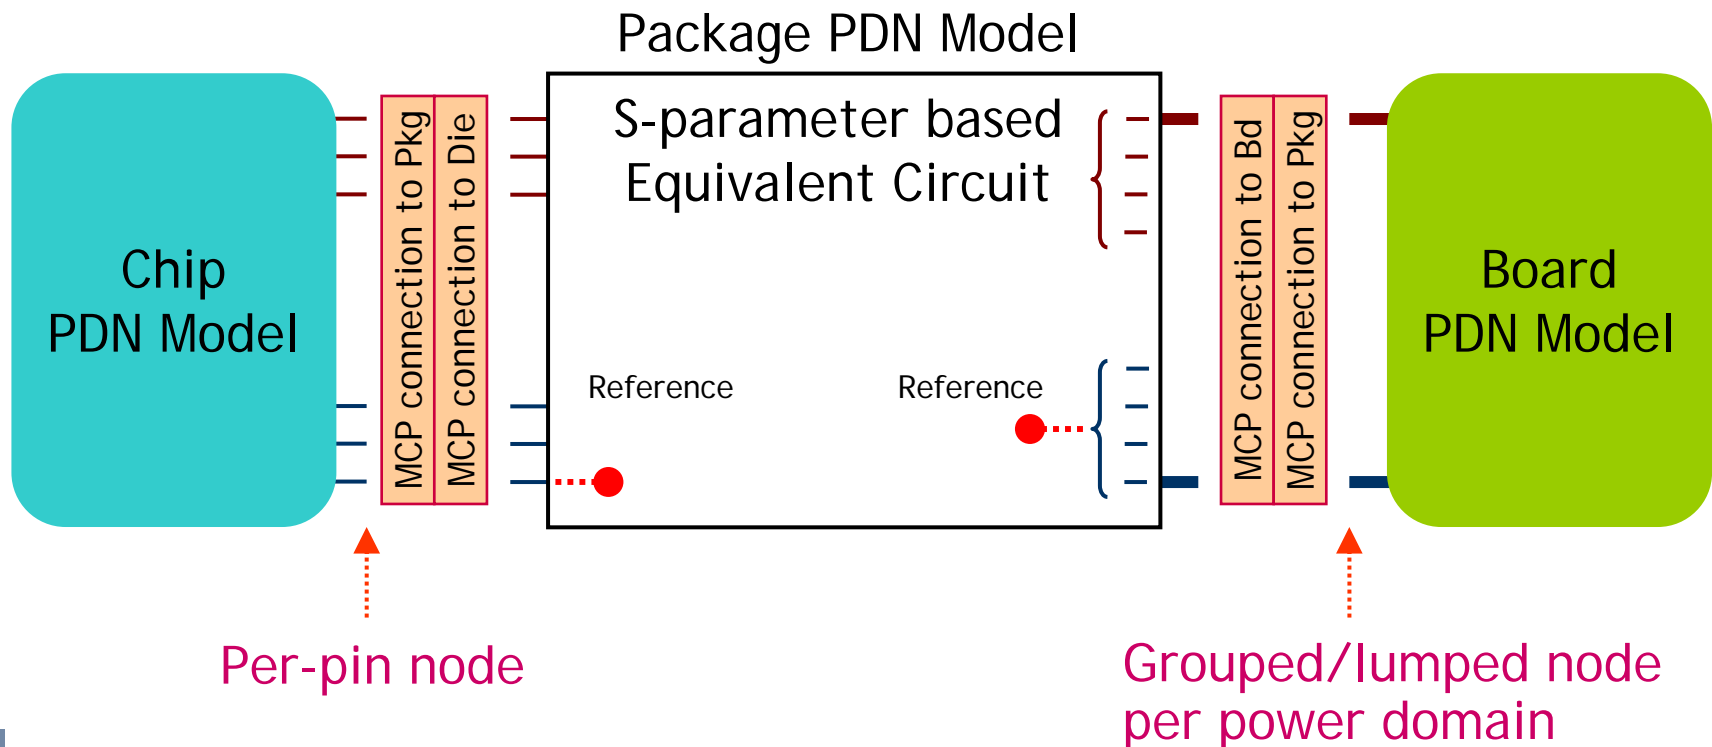 Package PDN Model
S-parameter based
Equivalent Circuit
Chip
PDN Model
MCP connection to Pkg
MCP connection to Die
Reference
Reference
MCP connection to Bd
MCP connection to Pkg
Board
PDN Model
Per-pin node
Grouped/lumped node
per power domain